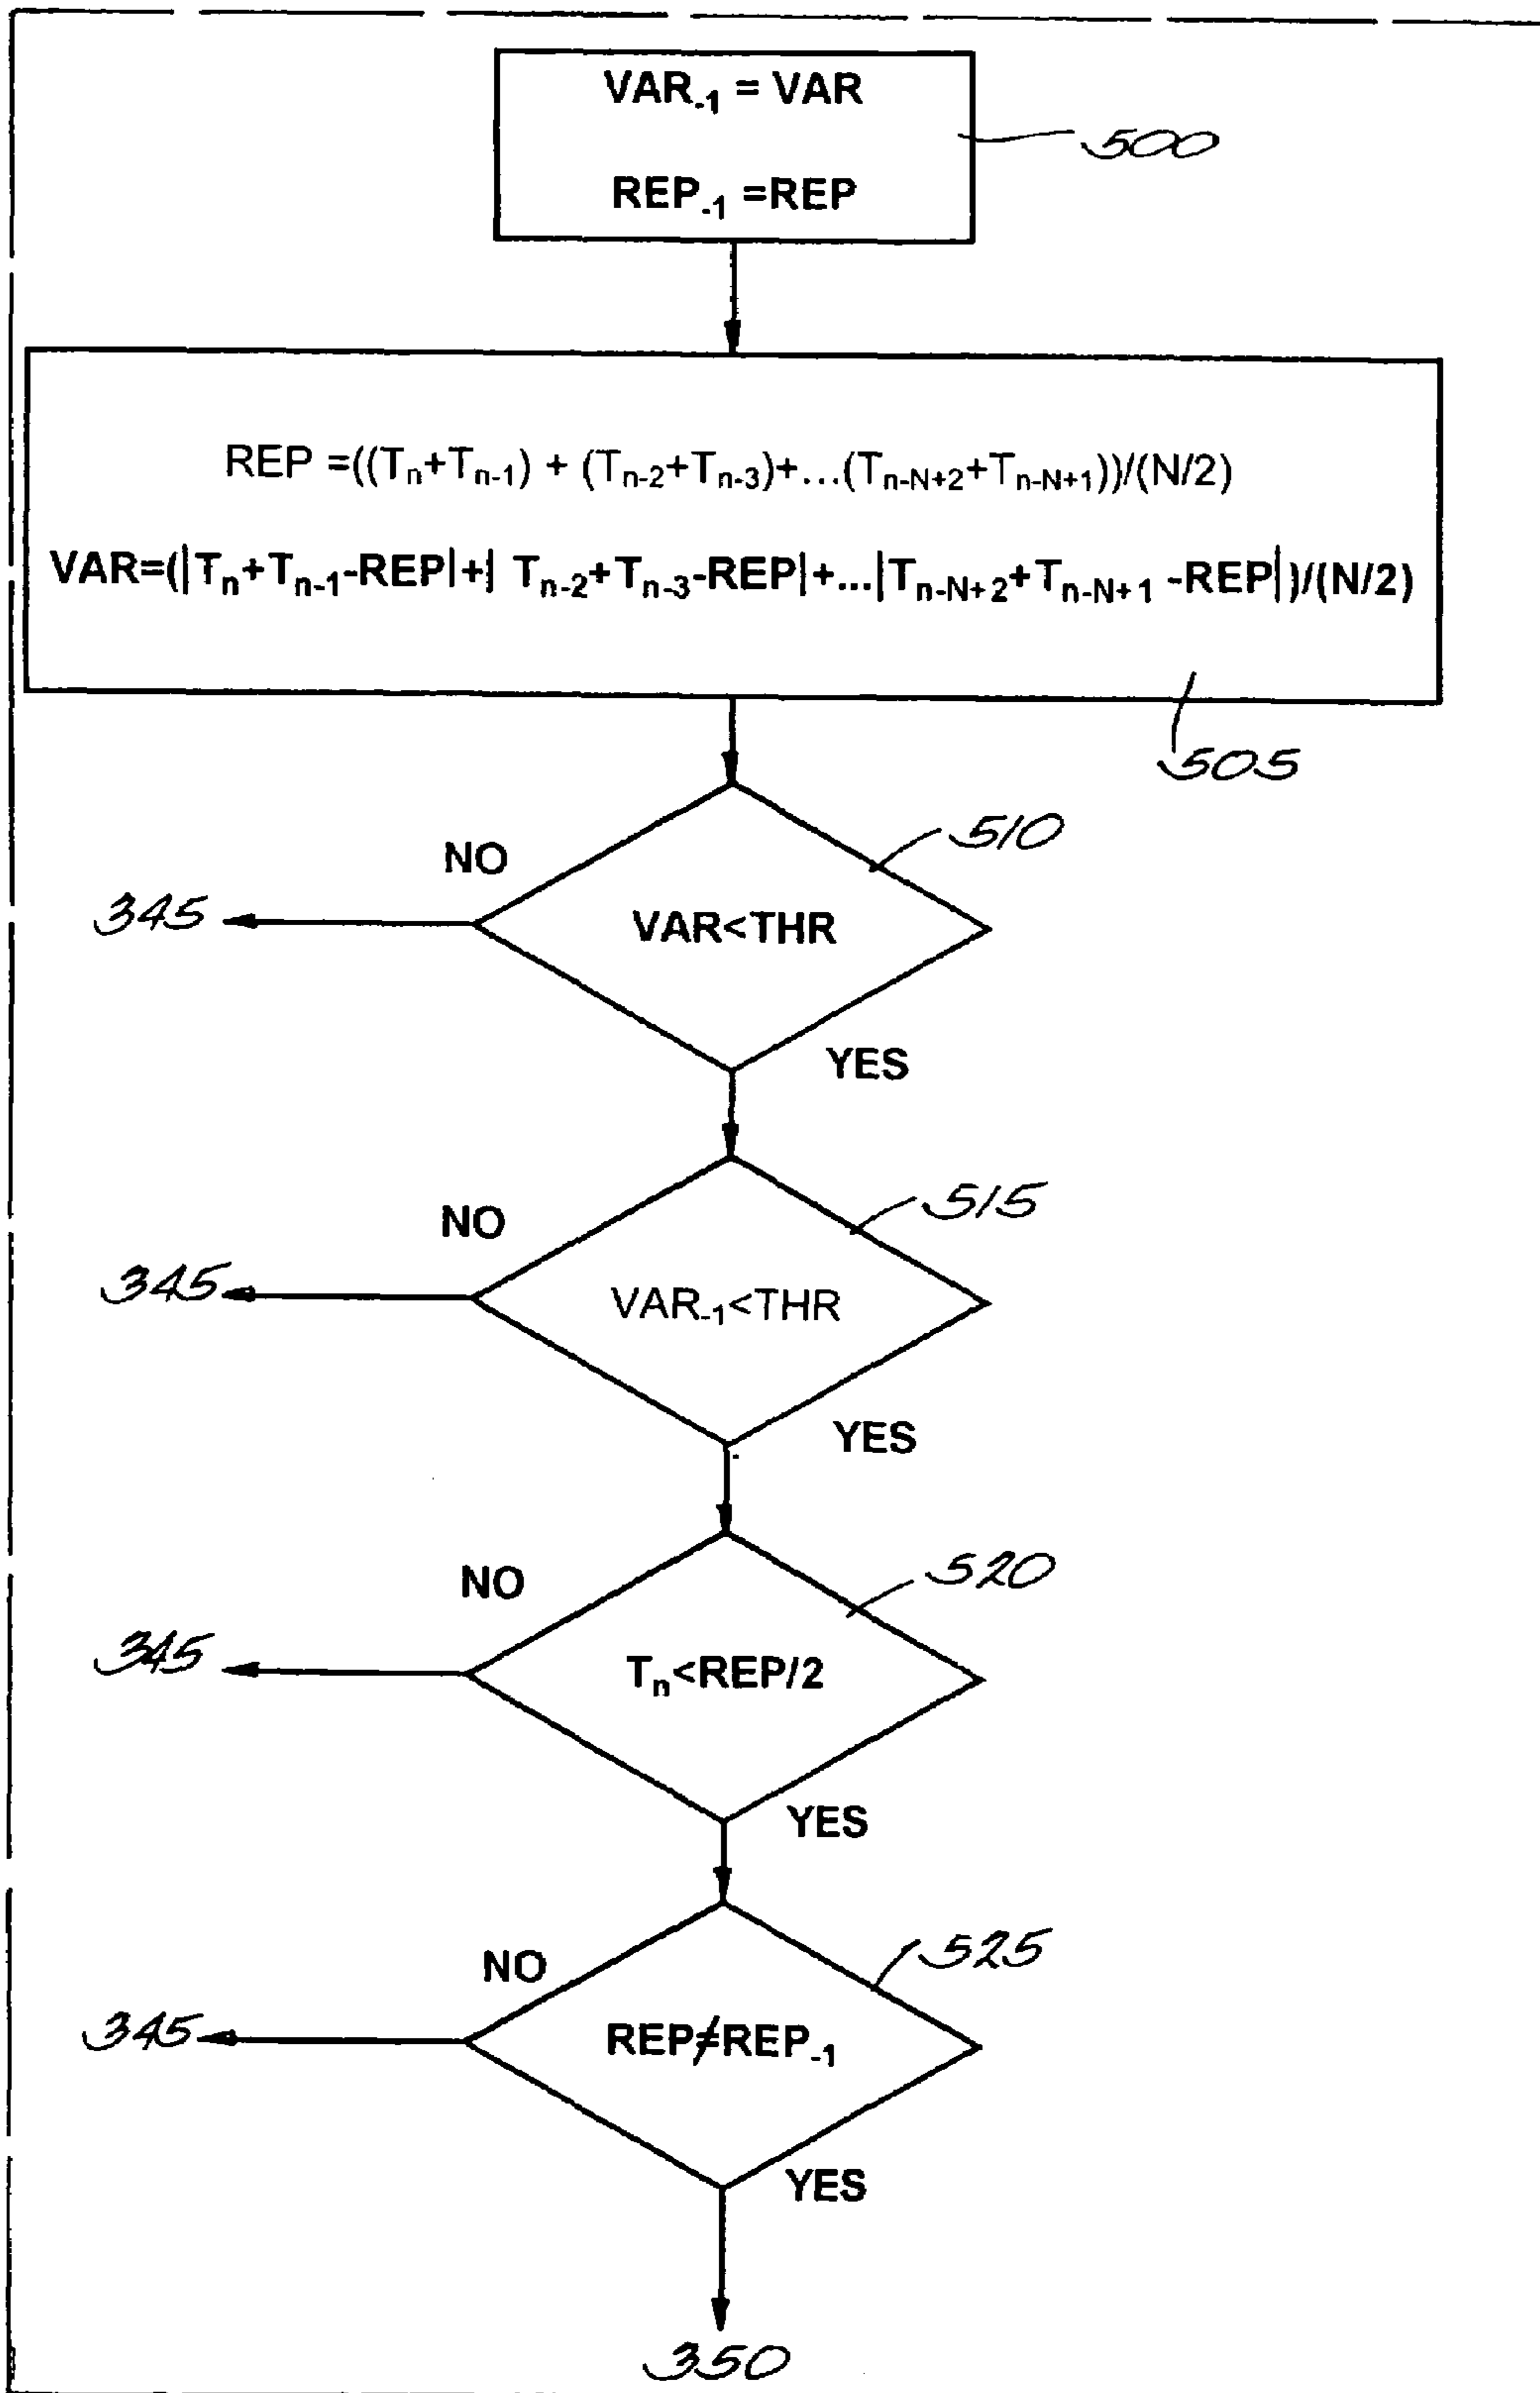 VAR₋₁ = VAR
500
REP₋₁ =REP
REP =((Tₙ+Tₙ₋₁) + (Tₙ₋₂+Tₙ₋₃)+...(Tₙ₋N₊₂+Tₙ₋N₊₁))/(N/2)
VAR=(|Tₙ+Tₙ₋₁-REP|+| Tₙ₋₂+Tₙ₋₃-REP|+...|Tₙ₋N₊₂+Tₙ₋N₊₁ -REP|)/(N/2)
505
510
NO
345
VAR<THR
YES
515
NO
345
VAR₋₁<THR
YES
520
NO
345
Tₙ<REP/2
YES
525
NO
345
REP≠REP₋₁
YES
350